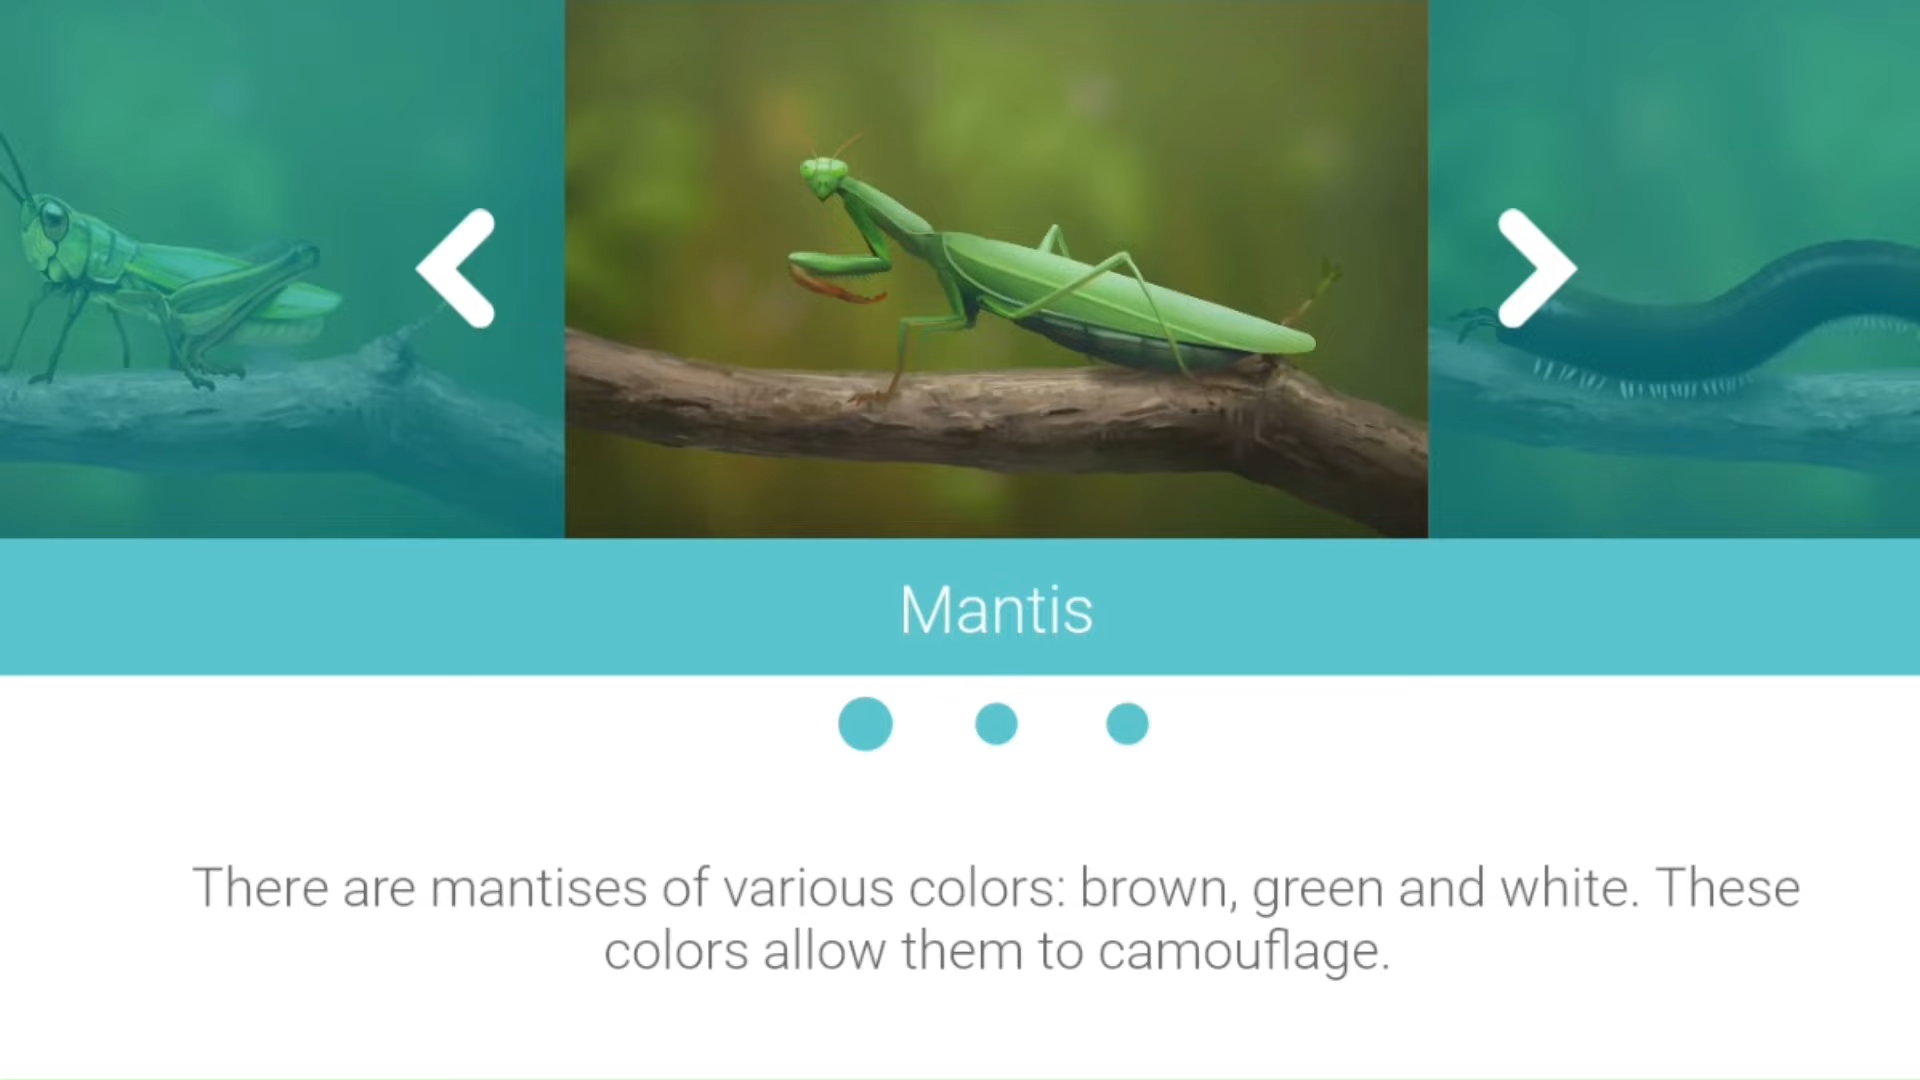 Mantis
There are mantises of various colors: brown, green and white. These
colors allow them to camouflage.